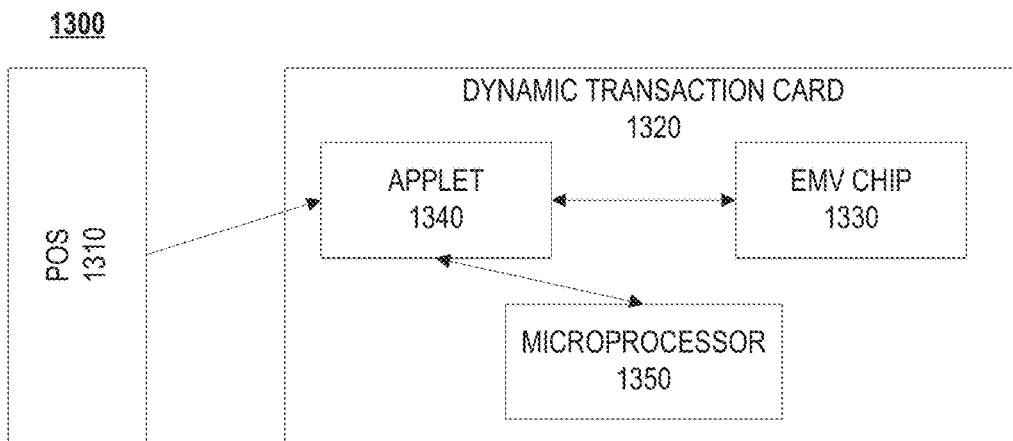 1300
POS
1310
DYNAMIC TRANSACTION CARD
1320
APPLET
1340
EMV CHIP
1330
MICROPROCESSOR
1350